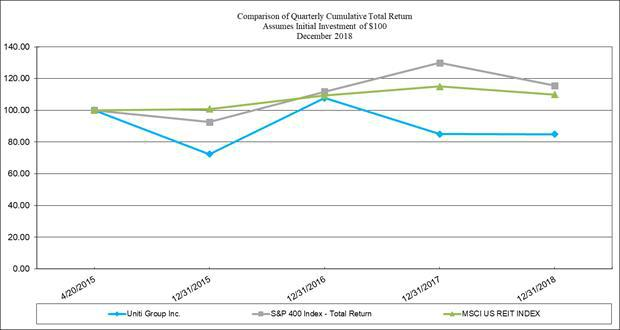 Comparison of Quarterly Cumulative Total Return
Assumes Initial Investment of $100
December 2018
140.00
120.00
100.00
80.00
60.00
40.00
20.00
0.00
4/20/2015
12/31/2015
12/31/2016
12/31/2017
12/31/2018
Uniti Group Inc.
S&P 400 Index - Total Return
MSCI US REIT INDEX